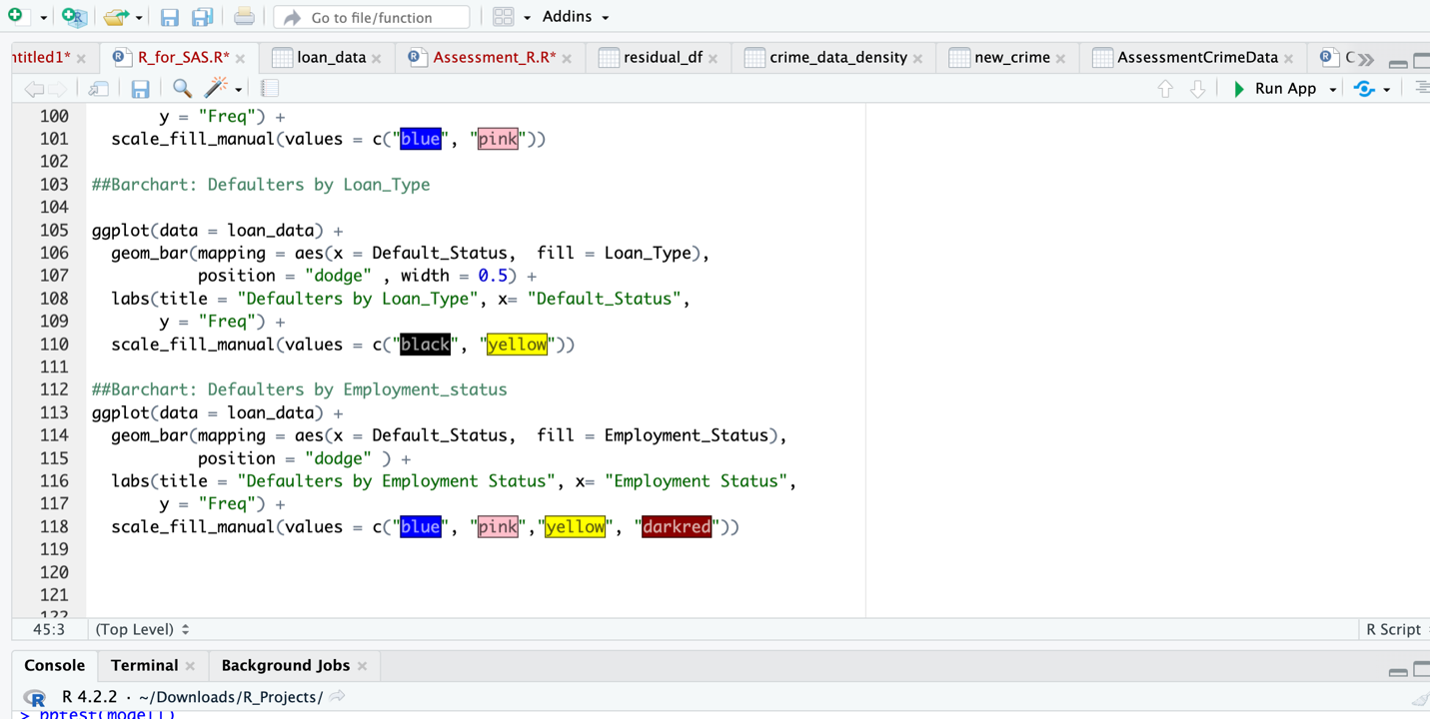 Go to file/function
Addins
ntitled1*
R_for_SAS.R*
loan_data
Assessment_R.R*
residual_df
crime_data_density
new_crime
AssessmentCrimeData
C
Run App
100 y = "Freq") +
101 scale_fill_manual(values = c("blue", "pink"))
102
103 ##Barchart: Defaulters by Loan_Type
104
105 ggplot(data = loan_data) +
106 geom_bar(mapping = aes(x = Default_Status,  fill = Loan_Type),
107 position = "dodge" , width = 0.5) +
108 labs(title = "Defaulters by Loan_Type", x= "Default_Status",
109 y = "Freq") +
110 scale_fill_manual(values = c("black", "yellow"))
111
112 ##Barchart: Defaulters by Employment_status
113 ggplot(data = loan_data) +
114 geom_bar(mapping = aes(x = Default_Status,  fill = Employment_Status),
115 position = "dodge" ) +
116 labs(title = "Defaulters by Employment Status", x= "Employment Status",
117 y = "Freq") +
118 scale_fill_manual(values = c("blue", "pink","yellow", "darkred"))
119
120
121
122
45:3 (Top Level) R Script
Console Terminal Background Jobs
R 4.2.2 · ~/Downloads/R_Projects/